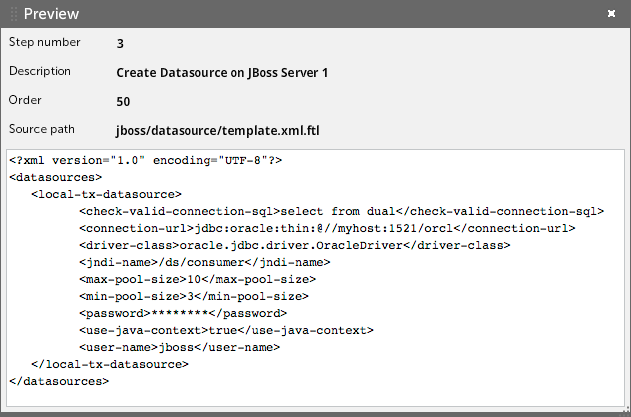 Preview
Step number 3
Description Create Datasource on JBoss Server 1
Order 50
Source path jboss/datasource/template.xml.ftl
<?xml version="1.0" encoding="UTF-8"?>
<datasources>
<local-tx-datasource>
<check-valid-connection-sql>select from dual</check-valid-connection-sql>
<connection-url>jdbc:oracle:thin:@//myhost:1521/orcl</connection-url>
<driver-class>oracle.jdbc.driver.OracleDriver</driver-class>
<jndi-name>/ds/consumer</jndi-name>
<max-pool-size>10</max-pool-size>
<min-pool-size>3</min-pool-size>
<password>********</password>
<use-java-context>true</use-java-context>
<user-name>jboss</user-name>
</local-tx-datasource>
</datasources>